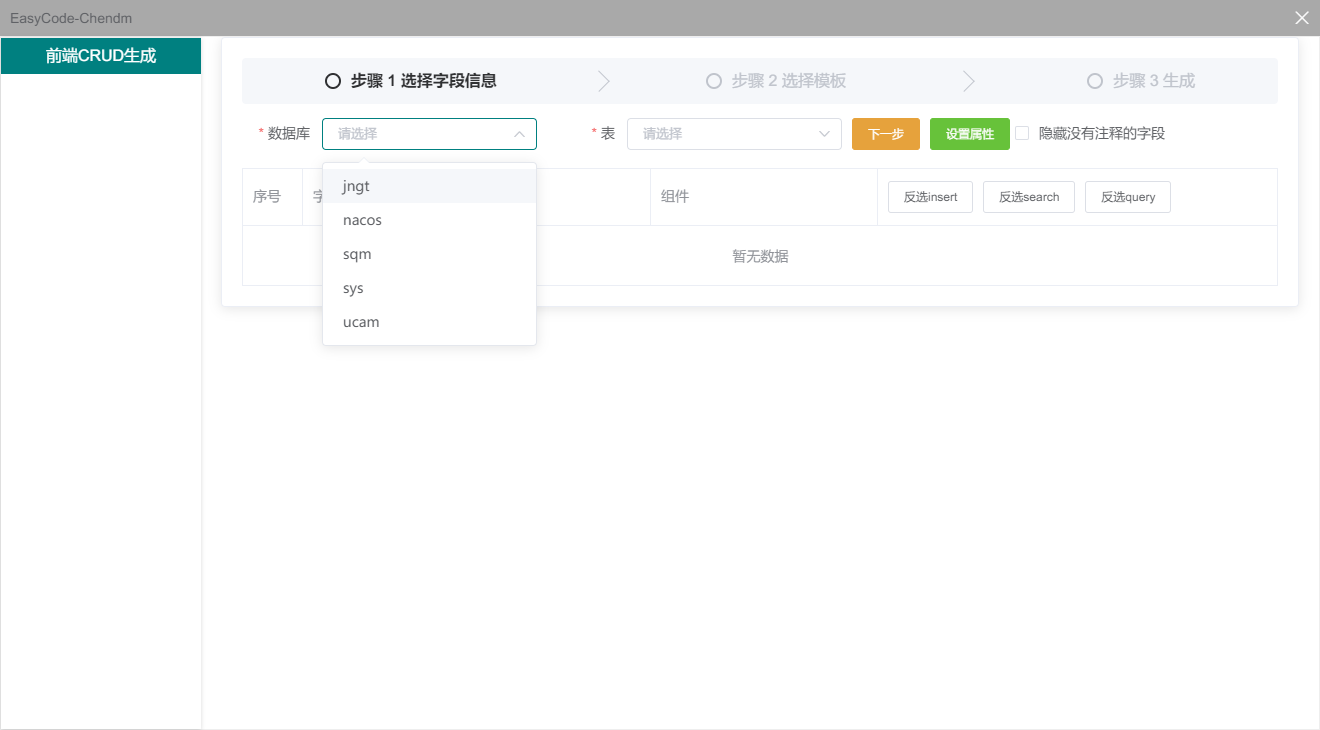 EasyCode-Chendm
前端CRUD生成
步骤 1 选择字段信息
步骤 2 选择模板
步骤 3 生成
* 数据库 请选择
* 表 请选择
下一步
设置属性
隐藏没有注释的字段
序号
字
组件
反选insert
反选search
反选query
暂无数据
jngt
nacos
sqm
sys
ucam